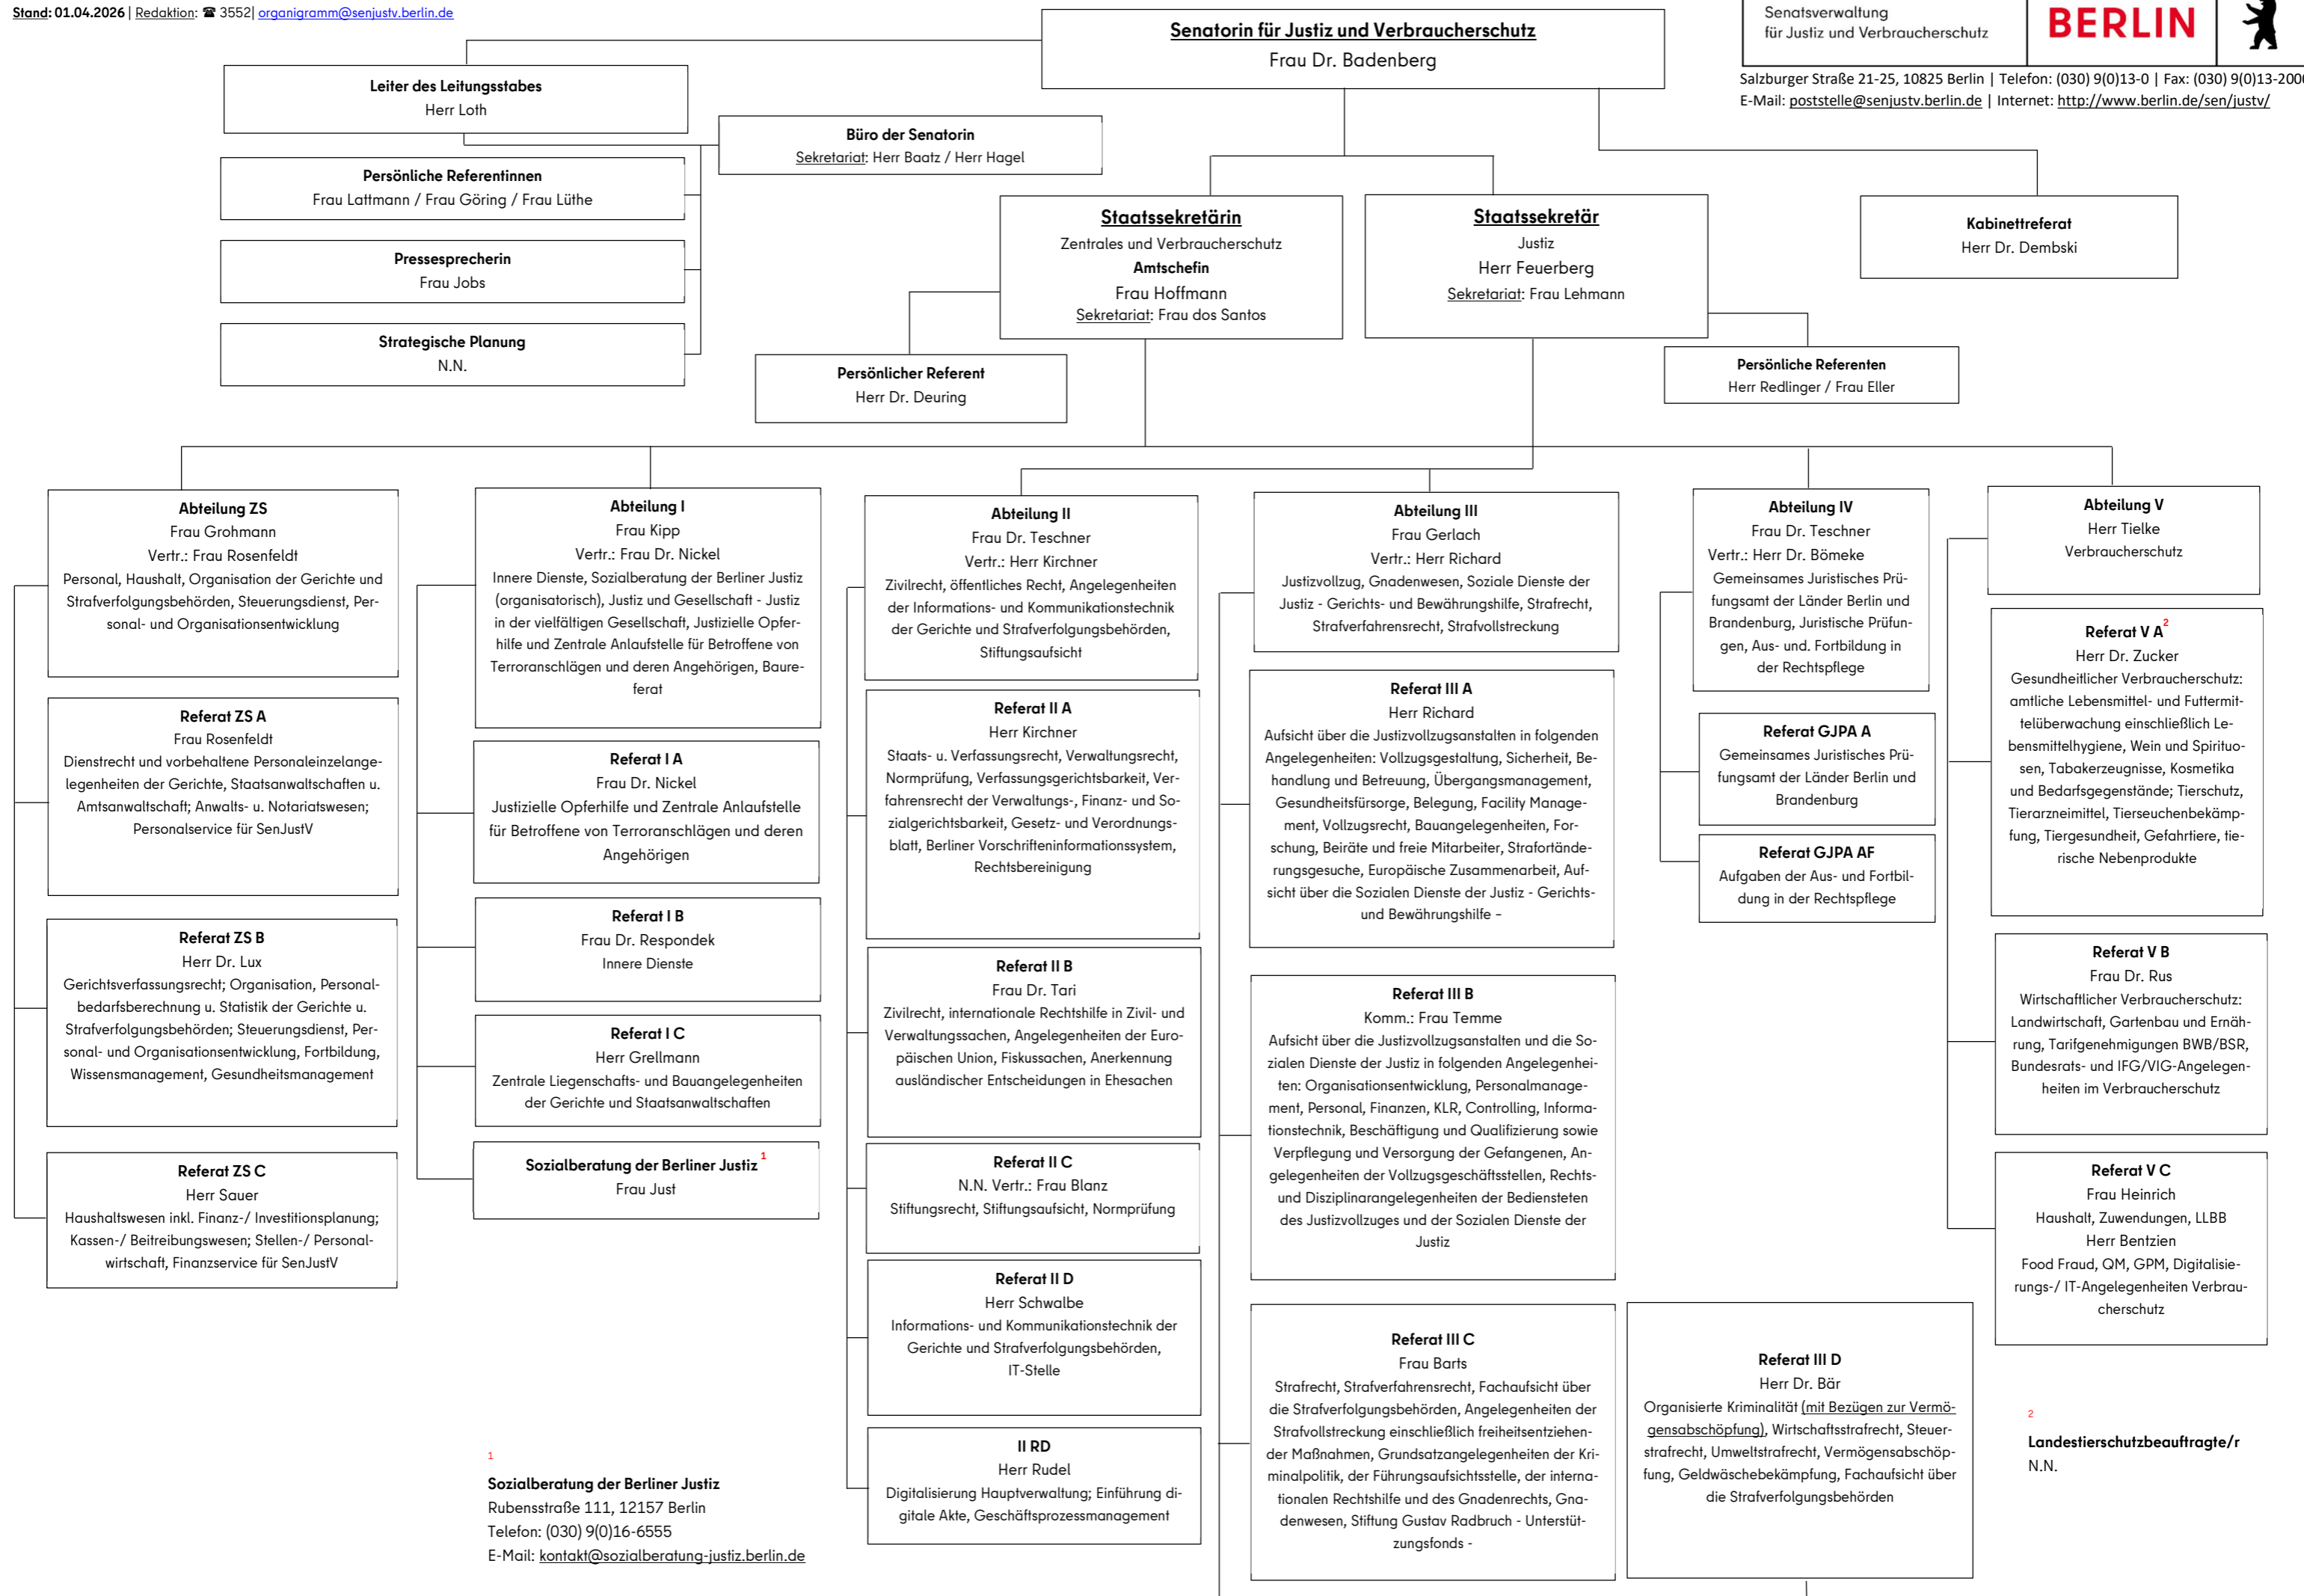 Stand: 01.04.2026 | Redaktion: ☎ 3552| organigramm@senjustv.berlin.de
Senatsverwaltung
für Justiz und Verbraucherschutz
BERLIN
Salzburger Straße 21-25, 10825 Berlin | Telefon: (030) 9(0)13-0 | Fax: (030) 9(0)13-200
E-Mail: poststelle@senjustv.berlin.de | Internet: http://www.berlin.de/sen/justv/
Senatorin für Justiz und Verbraucherschutz
Frau Dr. Badenberg
Leiter des Leitungsstabes
Herr Loth
Büro der Senatorin
Sekretariat: Herr Baatz / Herr Hagel
Persönliche Referentinnen
Frau Lattmann / Frau Göring / Frau Lüthe
Pressesprecherin
Frau Jobs
Strategische Planung
N.N.
Staatssekretärin
Zentrales und Verbraucherschutz
Amtschefin
Frau Hoffmann
Sekretariat: Frau dos Santos
Staatssekretär
Justiz
Herr Feuerberg
Sekretariat: Frau Lehmann
Kabinettreferat
Herr Dr. Dembski
Persönlicher Referent
Herr Dr. Deuring
Persönliche Referenten
Herr Redlinger / Frau Eller
Abteilung ZS
Frau Grohmann
Vertr.: Frau Rosenfeldt
Personal, Haushalt, Organisation der Gerichte und
Strafverfolgungsbehörden, Steuerungsdienst, Per-
sonal- und Organisationsentwicklung
Referat ZS A
Frau Rosenfeldt
Dienstrecht und vorbehaltene Personaleinzelange-
legenheiten der Gerichte, Staatsanwaltschaften u.
Amtsanwaltschaft; Anwalts- u. Notariatswesen;
Personalservice für SenJustV
Referat ZS B
Herr Dr. Lux
Gerichtsverfassungsrecht; Organisation, Personal-
bedarfsberechnung u. Statistik der Gerichte u.
Strafverfolgungsbehörden; Steuerungsdienst, Per-
sonal- und Organisationsentwicklung, Fortbildung,
Wissensmanagement, Gesundheitsmanagement
Referat ZS C
Herr Sauer
Haushaltswesen inkl. Finanz-/ Investitionsplanung;
Kassen-/ Beitreibungswesen; Stellen-/ Personal-
wirtschaft, Finanzservice für SenJustV
Abteilung I
Frau Kipp
Vertr.: Frau Dr. Nickel
Innere Dienste, Sozialberatung der Berliner Justiz
(organisatorisch), Justiz und Gesellschaft - Justiz
in der vielfältigen Gesellschaft, Justizielle Opfer-
hilfe und Zentrale Anlaufstelle für Betroffene von
Terroranschlägen und deren Angehörigen, Baure-
ferat
Referat I A
Frau Dr. Nickel
Justizielle Opferhilfe und Zentrale Anlaufstelle
für Betroffene von Terroranschlägen und deren
Angehörigen
Referat I B
Frau Dr. Respondek
Innere Dienste
Referat I C
Herr Grellmann
Zentrale Liegenschafts- und Bauangelegenheiten
der Gerichte und Staatsanwaltschaften
Sozialberatung der Berliner Justiz 1
Frau Just
1
Sozialberatung der Berliner Justiz
Rubensstraße 111, 12157 Berlin
Telefon: (030) 9(0)16-6555
E-Mail: kontakt@sozialberatung-justiz.berlin.de
Abteilung II
Frau Dr. Teschner
Vertr.: Herr Kirchner
Zivilrecht, öffentliches Recht, Angelegenheiten
der Informations- und Kommunikationstechnik
der Gerichte und Strafverfolgungsbehörden,
Stiftungsaufsicht
Referat II A
Herr Kirchner
Staats- u. Verfassungsrecht, Verwaltungsrecht,
Normprüfung, Verfassungsgerichtsbarkeit, Ver-
fahrensrecht der Verwaltungs-, Finanz- und So-
zialgerichtsbarkeit, Gesetz- und Verordnungs-
blatt, Berliner Vorschrifteninformationssystem,
Rechtsbereinigung
Referat II B
Frau Dr. Tari
Zivilrecht, internationale Rechtshilfe in Zivil- und
Verwaltungssachen, Angelegenheiten der Euro-
päischen Union, Fiskussachen, Anerkennung
ausländischer Entscheidungen in Ehesachen
Referat II C
N.N. Vertr.: Frau Blanz
Stiftungsrecht, Stiftungsaufsicht, Normprüfung
Referat II D
Herr Schwalbe
Informations- und Kommunikationstechnik der
Gerichte und Strafverfolgungsbehörden,
IT-Stelle
II RD
Herr Rudel
Digitalisierung Hauptverwaltung; Einführung di-
gitale Akte, Geschäftsprozessmanagement
Abteilung III
Frau Gerlach
Vertr.: Herr Richard
Justizvollzug, Gnadenwesen, Soziale Dienste der
Justiz - Gerichts- und Bewährungshilfe, Strafrecht,
Strafverfahrensrecht, Strafvollstreckung
Referat III A
Herr Richard
Aufsicht über die Justizvollzugsanstalten in folgenden
Angelegenheiten: Vollzugsgestaltung, Sicherheit, Be-
handlung und Betreuung, Übergangsmanagement,
Gesundheitsfürsorge, Belegung, Facility Manage-
ment, Vollzugsrecht, Bauangelegenheiten, For-
schung, Beiräte und freie Mitarbeiter, Strafortände-
rungsgesuche, Europäische Zusammenarbeit, Auf-
sicht über die Sozialen Dienste der Justiz - Gerichts-
und Bewährungshilfe –
Referat III B
Komm.: Frau Temme
Aufsicht über die Justizvollzugsanstalten und die So-
zialen Dienste der Justiz in folgenden Angelegenhei-
ten: Organisationsentwicklung, Personalmanage-
ment, Personal, Finanzen, KLR, Controlling, Informa-
tionstechnik, Beschäftigung und Qualifizierung sowie
Verpflegung und Versorgung der Gefangenen, An-
gelegenheiten der Vollzugsgeschäftsstellen, Rechts-
und Disziplinarangelegenheiten der Bediensteten
des Justizvollzuges und der Sozialen Dienste der
Justiz
Referat III C
Frau Barts
Strafrecht, Strafverfahrensrecht, Fachaufsicht über
die Strafverfolgungsbehörden, Angelegenheiten der
Strafvollstreckung einschließlich freiheitsentziehen-
der Maßnahmen, Grundsatzangelegenheiten der Kri-
minalpolitik, der Führungsaufsichtsstelle, der interna-
tionalen Rechtshilfe und des Gnadenrechts, Gna-
denwesen, Stiftung Gustav Radbruch - Unterstüt-
zungsfonds -
Referat III D
Herr Dr. Bär
Organisierte Kriminalität (mit Bezügen zur Vermö-
gensabschöpfung), Wirtschaftsstrafrecht, Steuer-
strafrecht, Umweltstrafrecht, Vermögensabschöp-
fung, Geldwäschebekämpfung, Fachaufsicht über
die Strafverfolgungsbehörden
Abteilung IV
Frau Dr. Teschner
Vertr.: Herr Dr. Bömeke
Gemeinsames Juristisches Prü-
fungsamt der Länder Berlin und
Brandenburg, Juristische Prüfun-
gen, Aus- und. Fortbildung in
der Rechtspflege
Referat GJPA A
Gemeinsames Juristisches Prü-
fungsamt der Länder Berlin und
Brandenburg
Referat GJPA AF
Aufgaben der Aus- und Fortbil-
dung in der Rechtspflege
Abteilung V
Herr Tielke
Verbraucherschutz
Referat V A2
Herr Dr. Zucker
Gesundheitlicher Verbraucherschutz:
amtliche Lebensmittel- und Futtermit-
telüberwachung einschließlich Le-
bensmittelhygiene, Wein und Spirituo-
sen, Tabakerzeugnisse, Kosmetika
und Bedarfsgegenstände; Tierschutz,
Tierarzneimittel, Tierseuchenbekämp-
fung, Tiergesundheit, Gefahrtiere, tie-
rische Nebenprodukte
Referat V B
Frau Dr. Rus
Wirtschaftlicher Verbraucherschutz:
Landwirtschaft, Gartenbau und Ernäh-
rung, Tarifgenehmigungen BWB/BSR,
Bundesrats- und IFG/VIG-Angelegen-
heiten im Verbraucherschutz
Referat V C
Frau Heinrich
Haushalt, Zuwendungen, LLBB
Herr Bentzien
Food Fraud, QM, GPM, Digitalisie-
rungs-/ IT-Angelegenheiten Verbrau-
cherschutz
2
Landestierschutzbeauftragte/r
N.N.